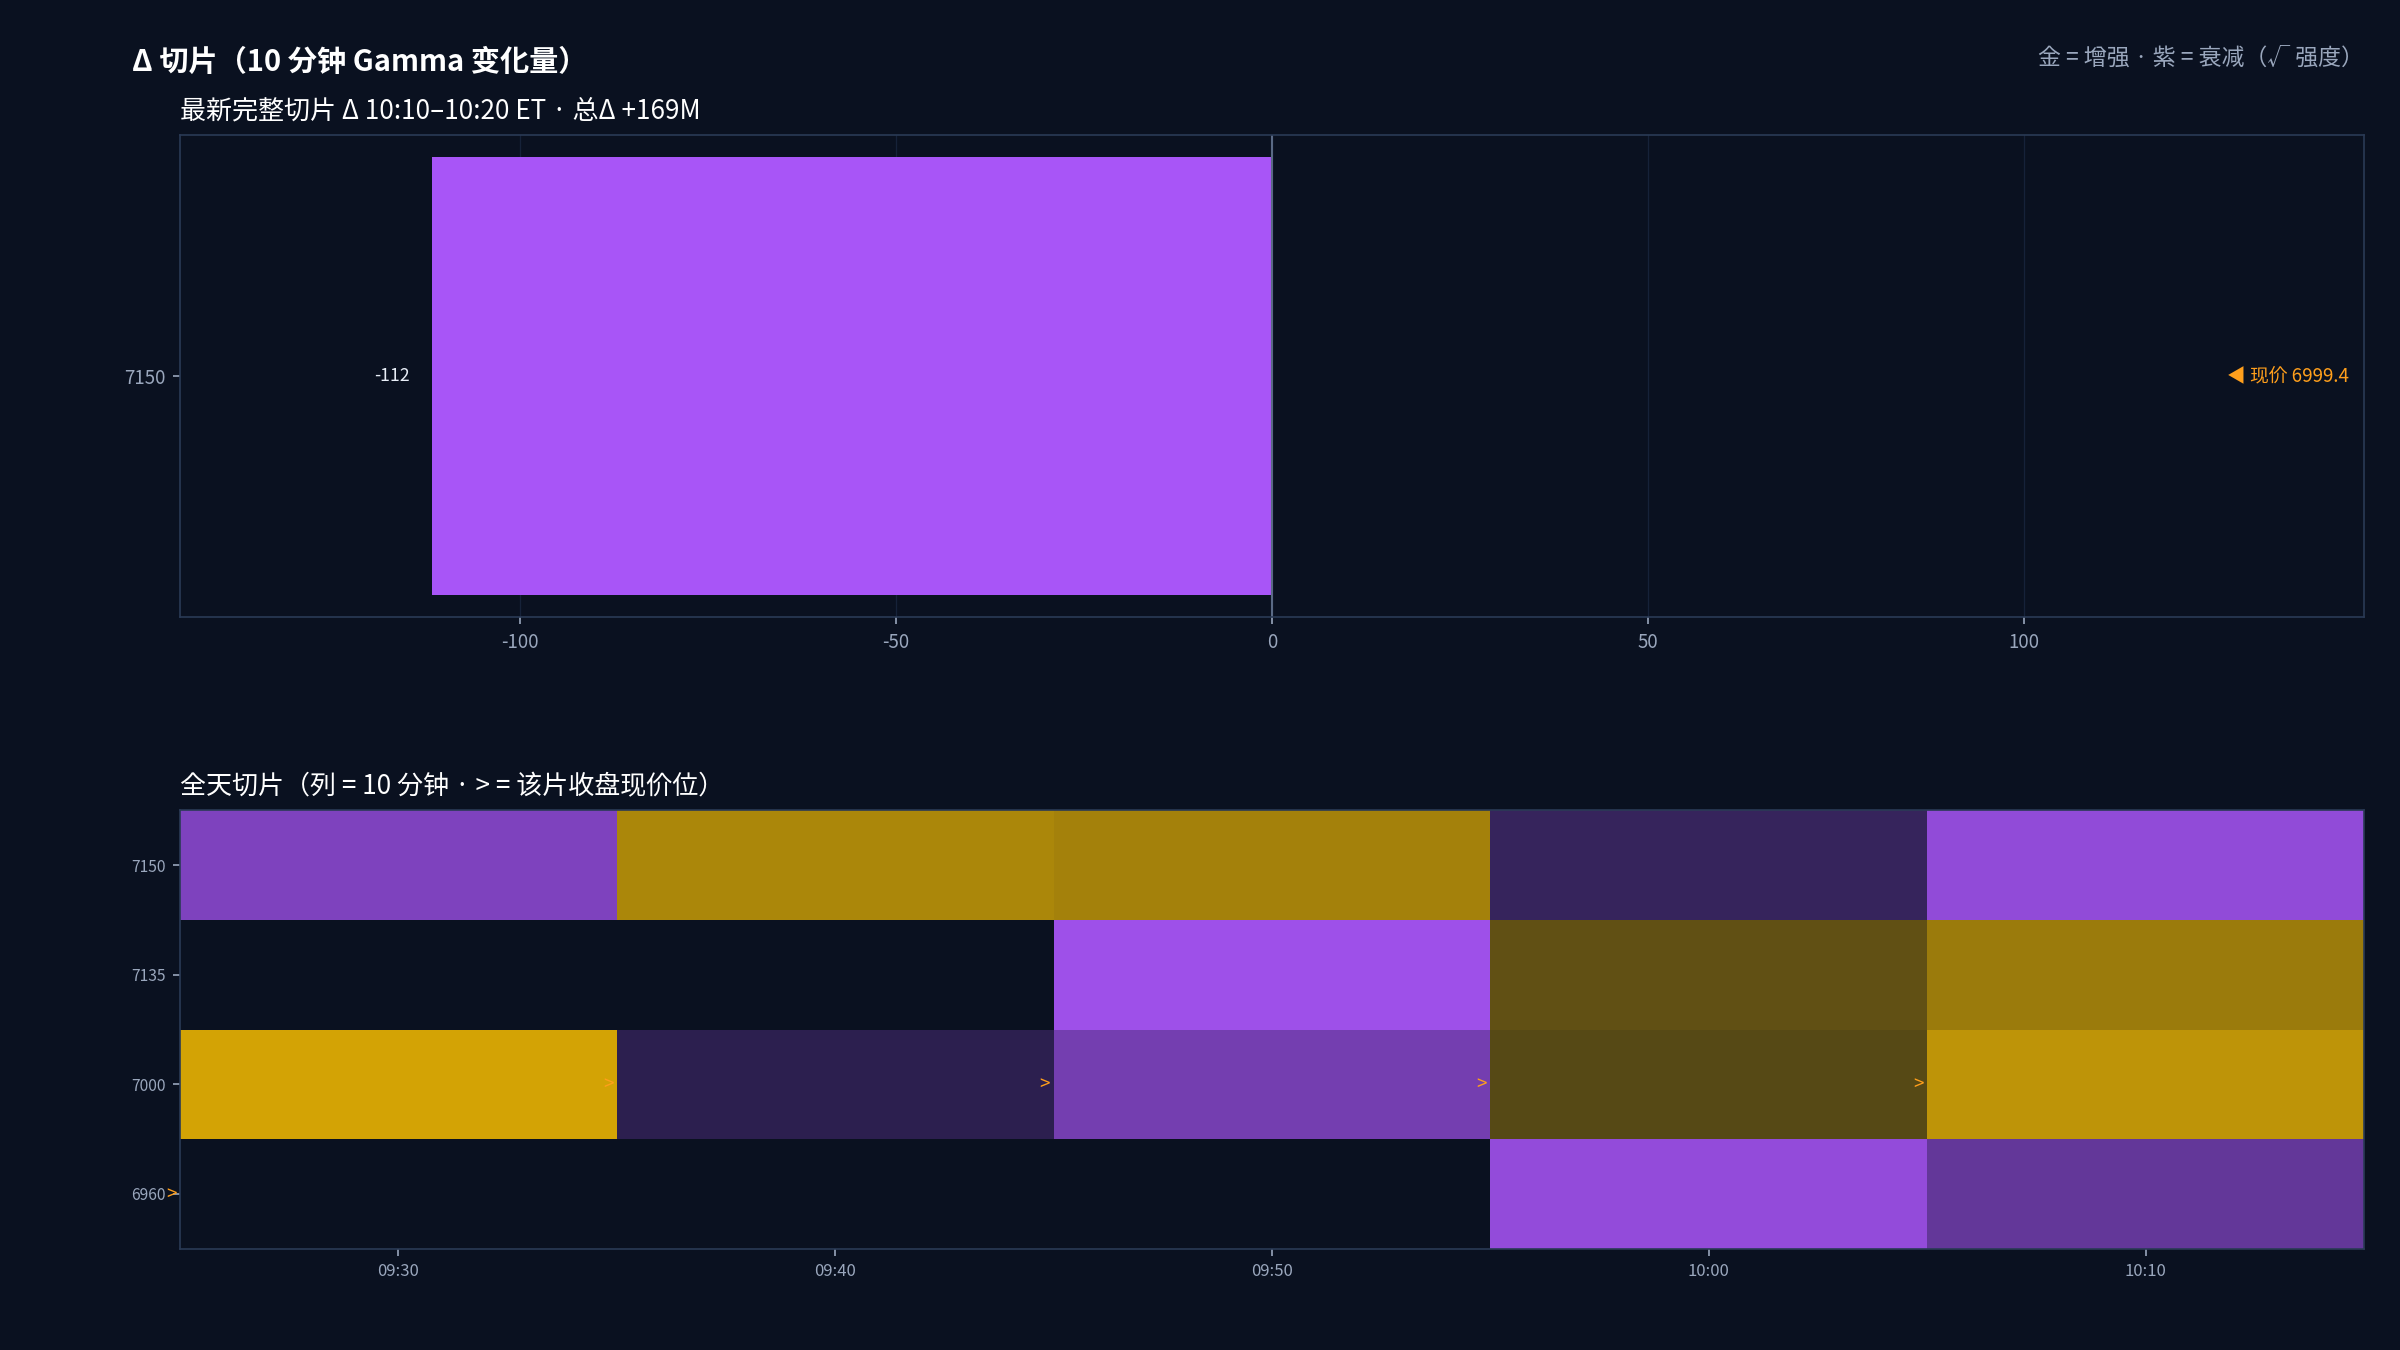 Δ 切片（10 分钟 Gamma 变化量）
金 = 增强 · 紫 = 衰减（√ 强度）
最新完整切片 Δ 10:10–10:20 ET · 总Δ +169M
7150
-112
◀ 现价 6999.4
-100 -50 0 50 100
全天切片（列 = 10 分钟 · > = 该片收盘现价位）
7150
7135
7000 > > > >
6960 >
09:30 09:40 09:50 10:00 10:10